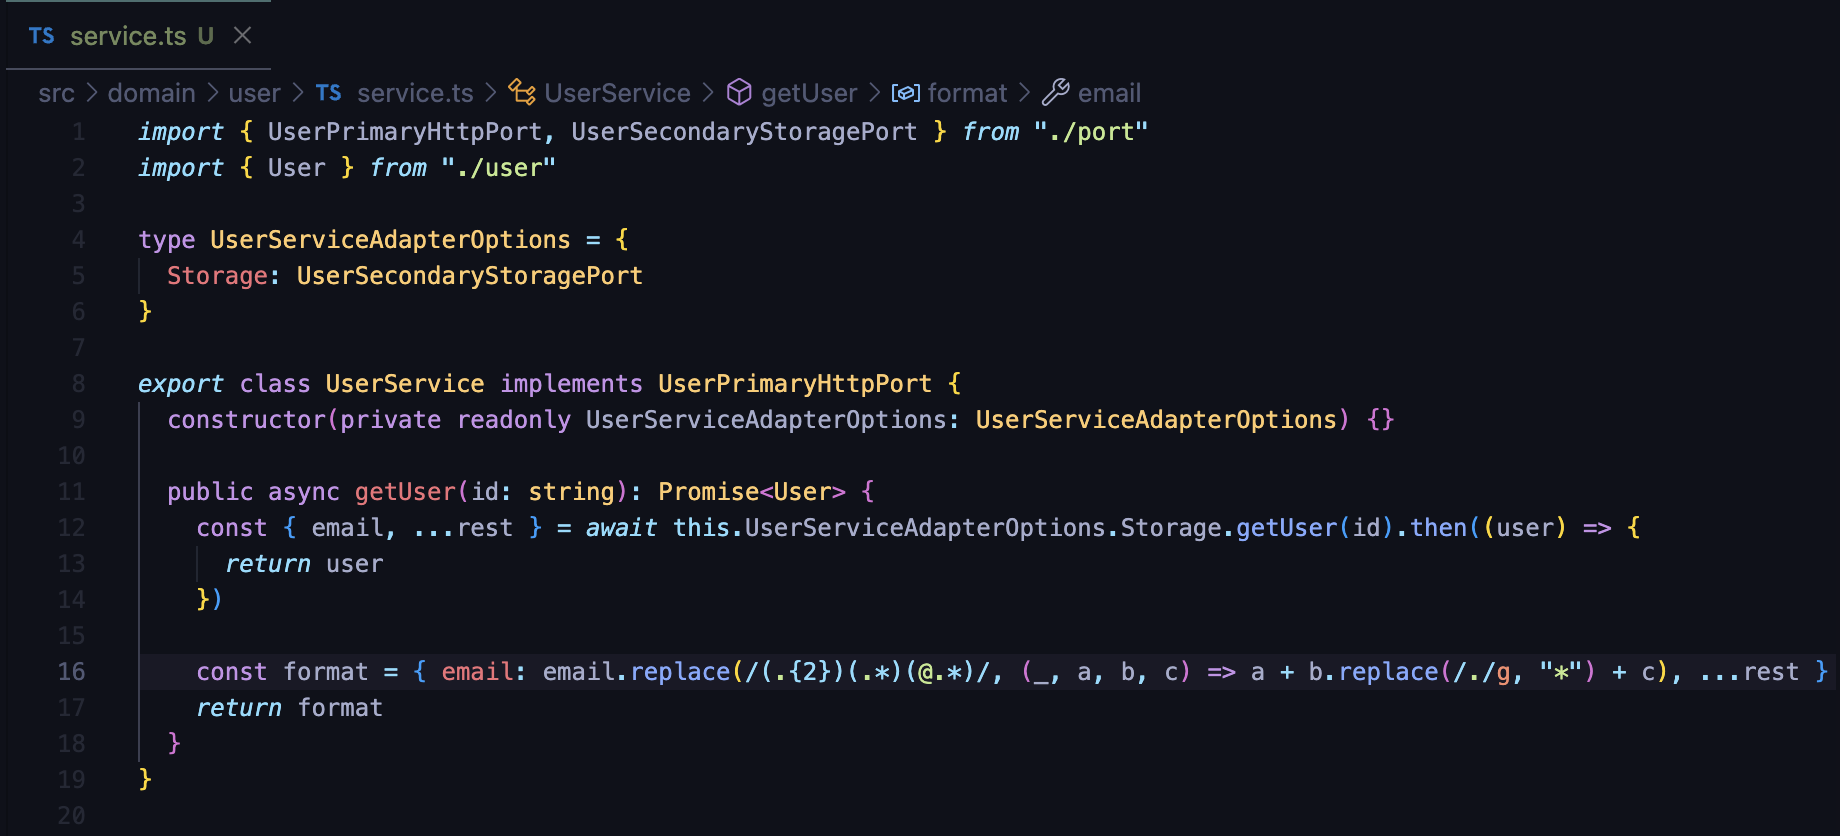 TS service.ts U ×
src > domain > user > TS service.ts > UserService > getUser > format > email
1 import { UserPrimaryHttpPort, UserSecondaryStoragePort } from "./port"
2 import { User } from "./user"
3
4 type UserServiceAdapterOptions = {
5   Storage: UserSecondaryStoragePort
6 }
7
8 export class UserService implements UserPrimaryHttpPort {
9   constructor(private readonly UserServiceAdapterOptions: UserServiceAdapterOptions) {}
10
11   public async getUser(id: string): Promise<User> {
12     const { email, ...rest } = await this.UserServiceAdapterOptions.Storage.getUser(id).then((user) => {
13       return user
14     })
15
16     const format = { email: email.replace(/(.{2})(.*)(@.*)/, (_, a, b, c) => a + b.replace(/./g, "*") + c), ...rest }
17     return format
18   }
19 }
20